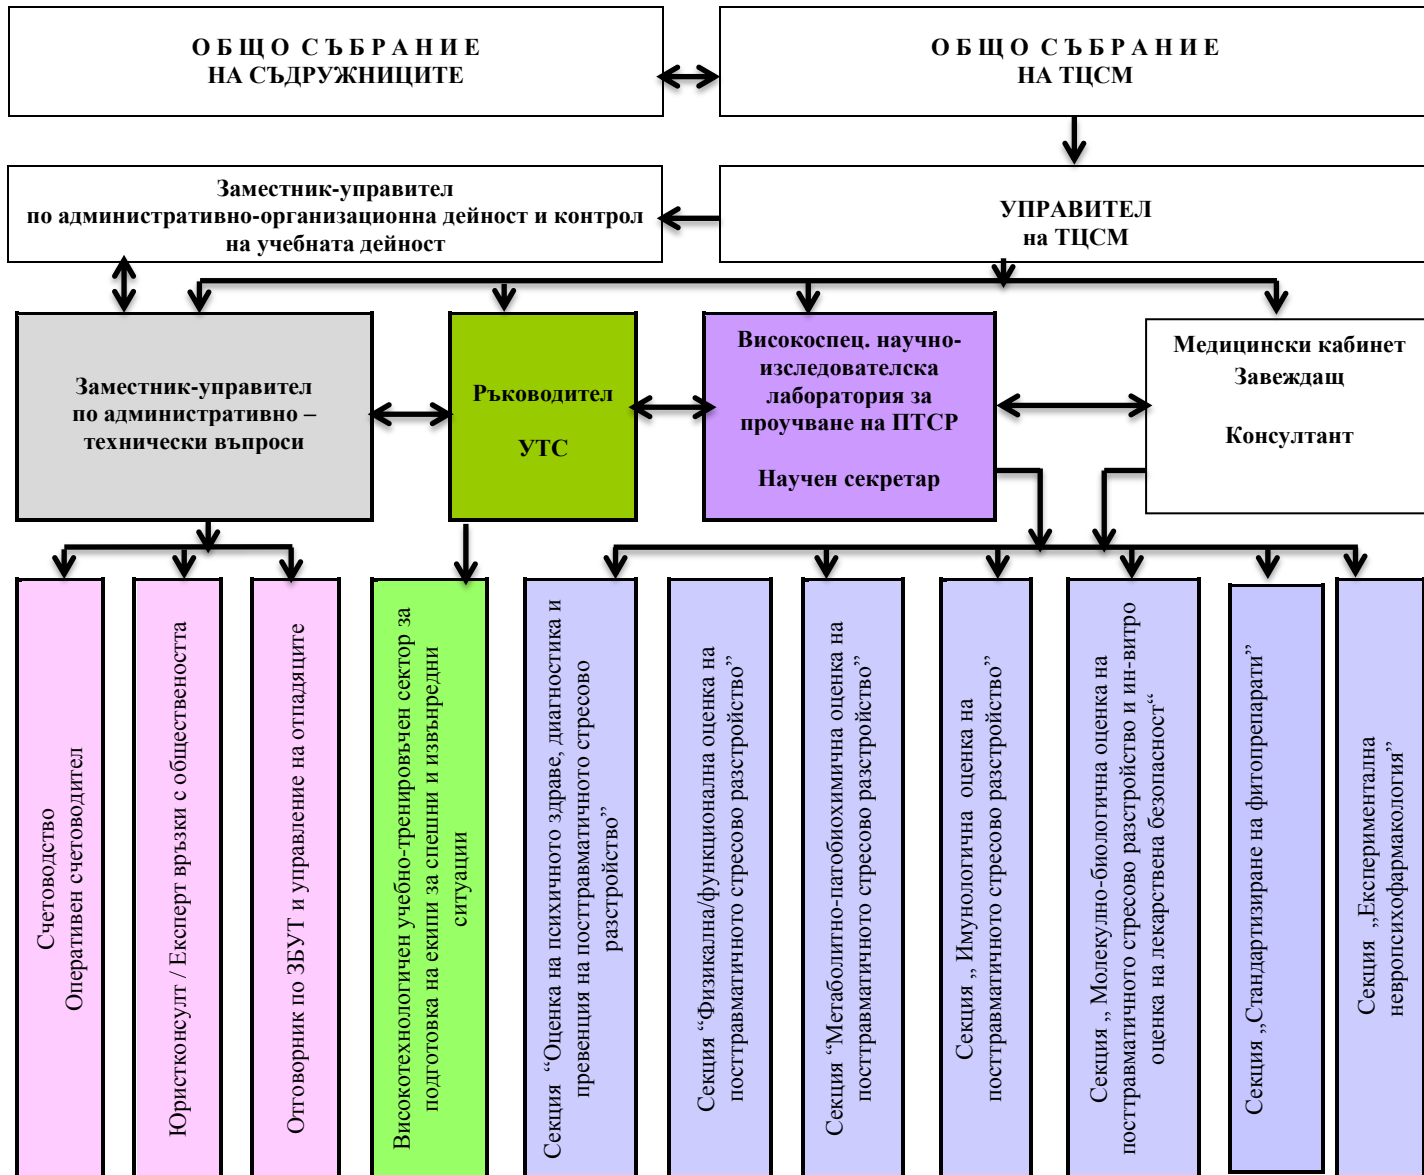 О Б Щ О  С Ъ Б Р А Н И Е
НА СЪДРУЖНИЦИТЕ
О Б Щ О  С Ъ Б Р А Н И Е
НА ТЦСМ
Заместник-управител
по административно-организационна дейност и контрол
на учебната дейност
УПРАВИТЕЛ
на ТЦСМ
Заместник-управител
по административно –
технически въпроси
Ръководител
УТС
Високоспец. научно-
изследователска
лаборатория за
проучване на ПТСР
Научен секретар
Медицински кабинет
Завеждащ
Консултант
Счетоводство
Оперативен счетоводител
Юристконсулт / Експерт връзки с обществеността
Отговорник по ЗБУТ и управление на отпадяците
Високотехнологичен учебно-тренировъчен сектор за
подготовка на екипи за спешни и извънредни
ситуации
Секция “Оценка на психичното здраве, диагностика и
превенция на посттравматичното стресово
разстройство”
Секция “Физикална/функционална оценка на
посттравматичното стресово разстройство”
Секция “Метаболитно-патобиохимична оценка на
посттравматичното стресово разстройство”
Секция „ Имунологична оценка на
посттравматичното стресово разстройство”
Секция „ Молекулно-биологична оценка на
посттравматичното стресово разстройство и ин-витро
оценка на лекарствена безопасност“
Секция „Стандартизиране на фитопрепарати”
Секция „Експериментална
невропсихофармакология”